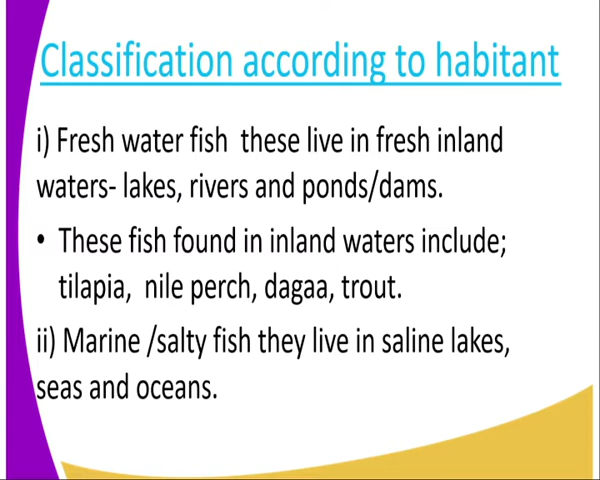 Classification according to habitant
i) Fresh water fish  these live in fresh inland
waters- lakes, rivers and ponds/dams.
• These fish found in inland waters include;
tilapia,  nile perch, dagaa, trout.
ii) Marine /salty fish they live in saline lakes,
seas and oceans.